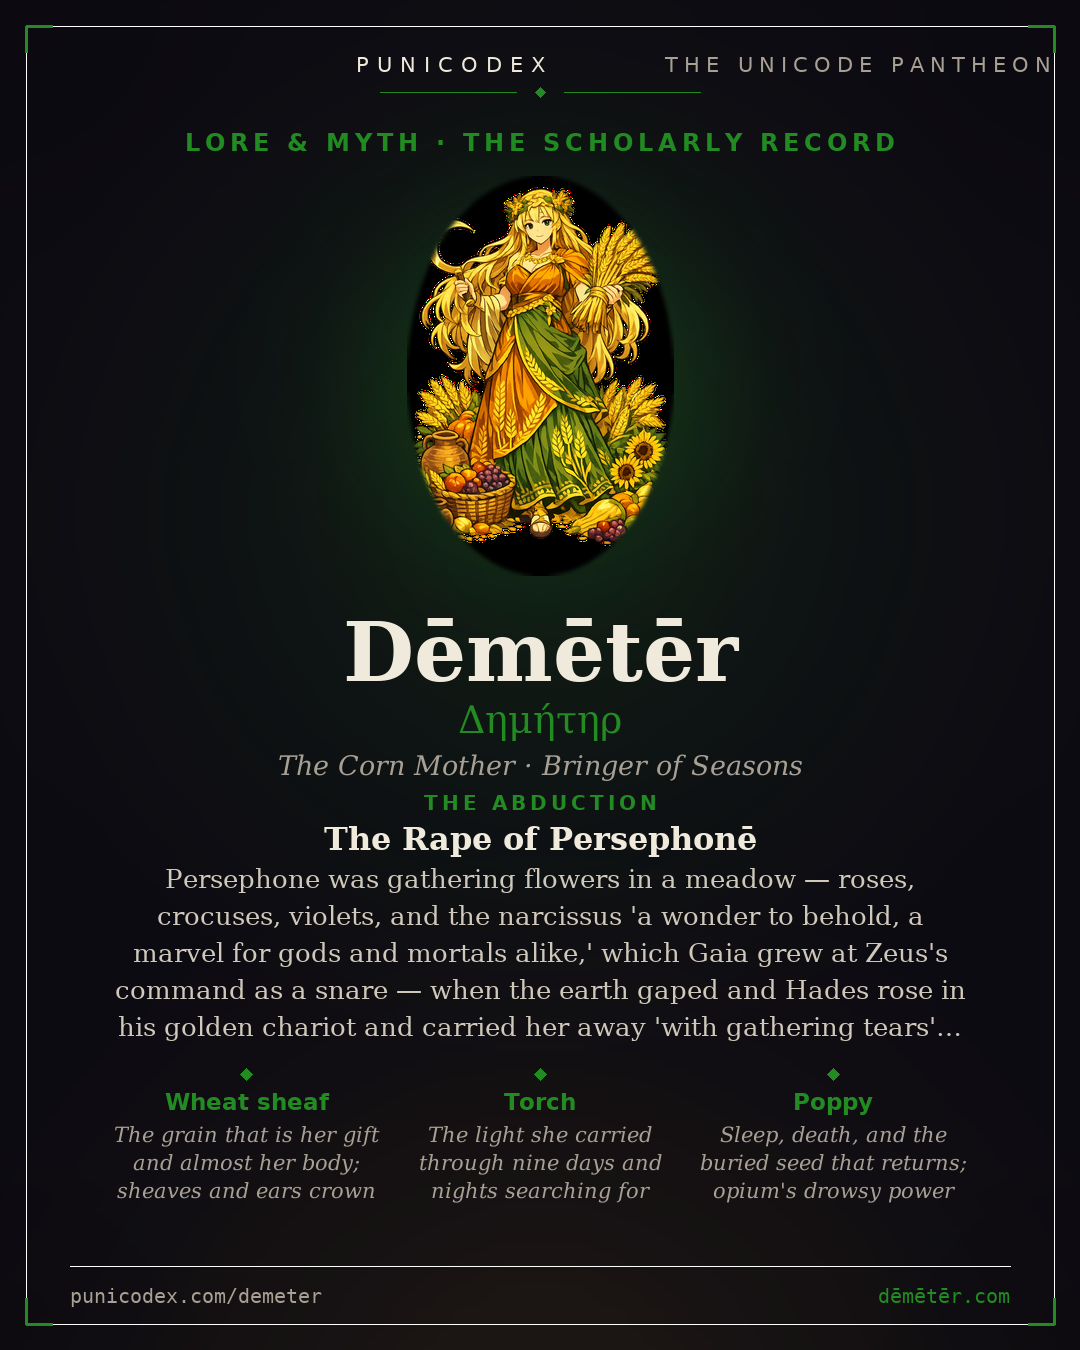 PUNICODEX THE UNICODE PANTHEON
LORE & MYTH · THE SCHOLARLY RECORD
Dēmētēr
Δημήτηρ
The Corn Mother · Bringer of Seasons
THE ABDUCTION
The Rape of Persephonē
Persephone was gathering flowers in a meadow — roses,
crocuses, violets, and the narcissus 'a wonder to behold, a
marvel for gods and mortals alike,' which Gaia grew at Zeus's
command as a snare — when the earth gaped and Hades rose in
his golden chariot and carried her away 'with gathering tears'…
Wheat sheaf
The grain that is her gift
and almost her body;
sheaves and ears crown
Torch
The light she carried
through nine days and
nights searching for
Poppy
Sleep, death, and the
buried seed that returns;
opium's drowsy power
punicodex.com/demeter
dēmētēr.com